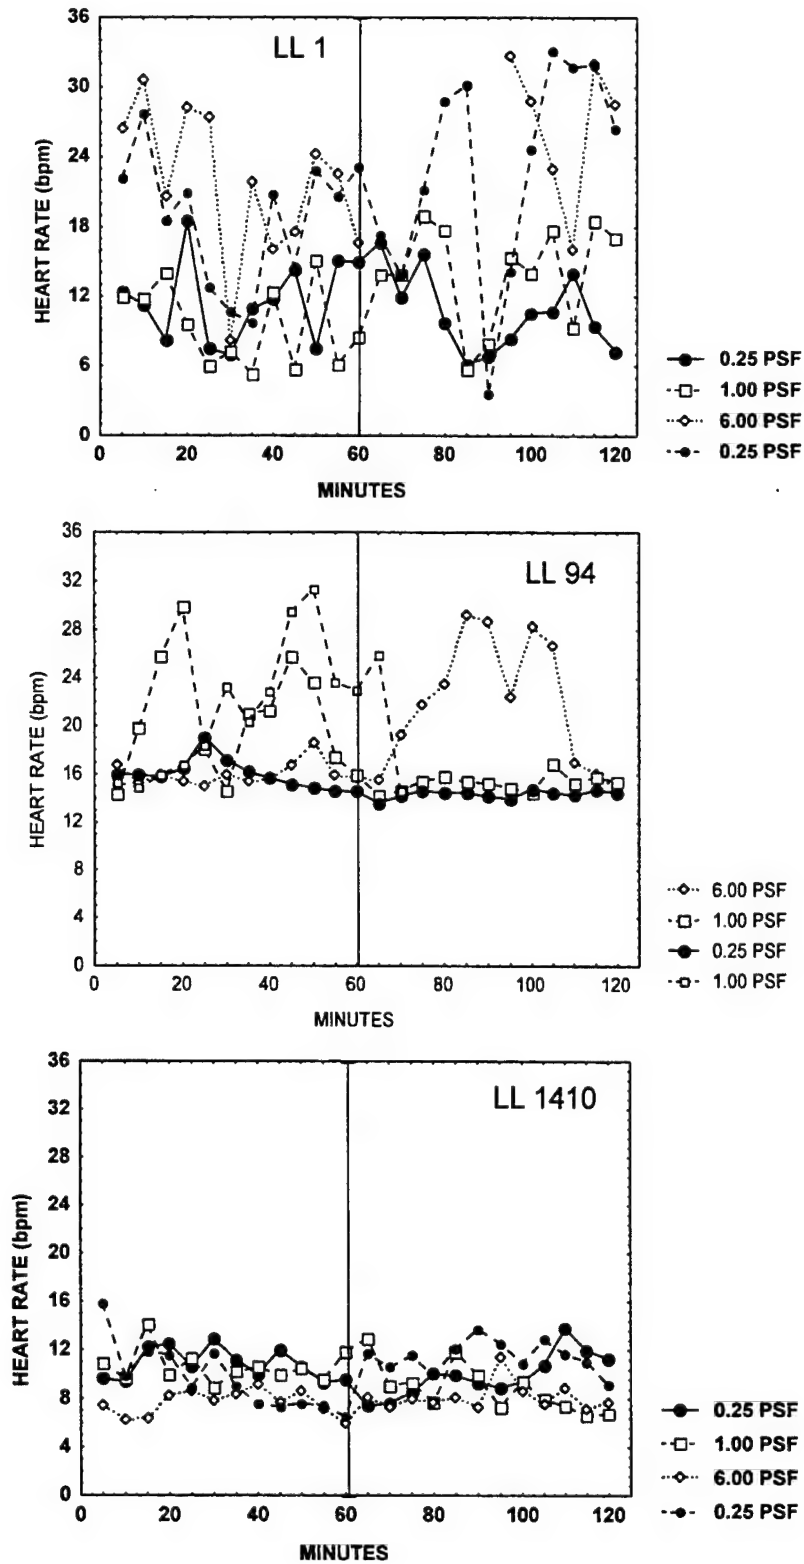 LL 1
HEART RATE (bpm)
36
30
24
18
12
6
0
0 20 40 60 80 100 120
MINUTES
0.25 PSF
1.00 PSF
6.00 PSF
0.25 PSF
LL 94
HEART RATE (bpm)
36
32
28
24
20
16
12
8
4
0
0 20 40 60 80 100 120
MINUTES
6.00 PSF
1.00 PSF
0.25 PSF
1.00 PSF
LL 1410
HEART RATE (bpm)
36
32
28
24
20
16
12
8
4
0
0 20 40 60 80 100 120
MINUTES
0.25 PSF
1.00 PSF
6.00 PSF
0.25 PSF